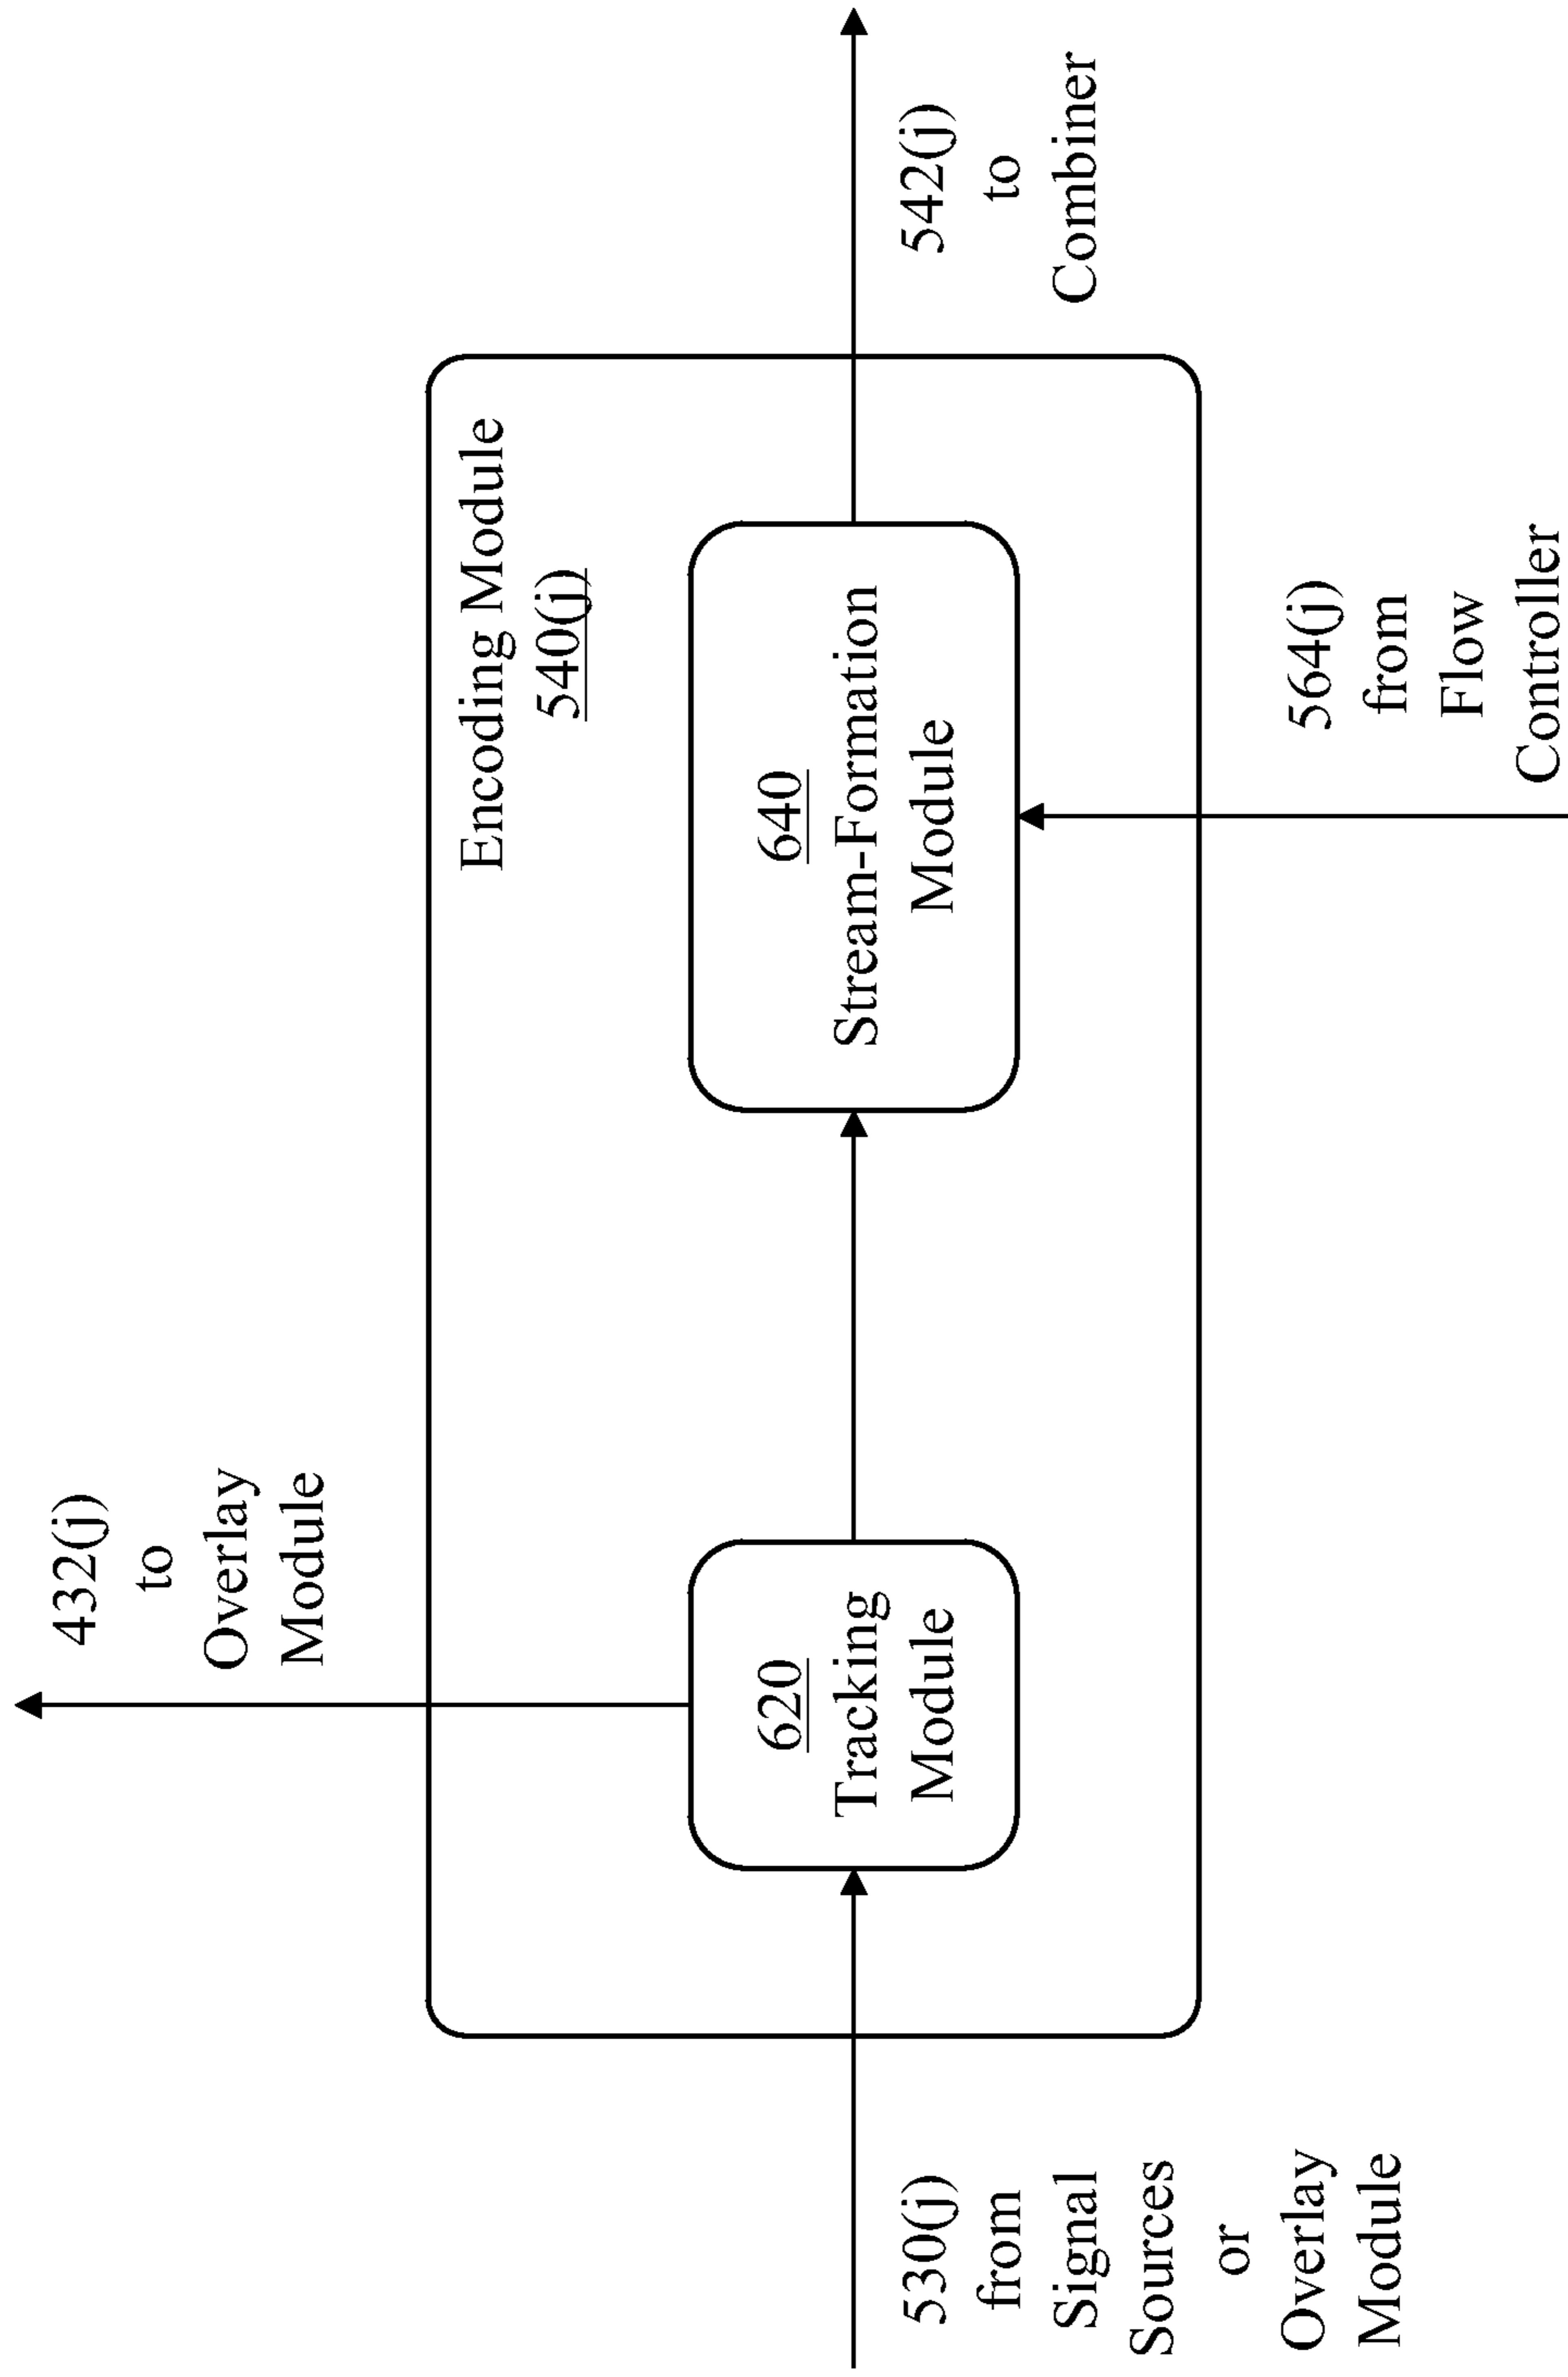 432(j)
to
Overlay
Module
Encoding Module
540(j)
620
Tracking
Module
640
Stream-Formation
Module
542(j)
to
Combiner
530(j)
from
Signal
Sources
or
Overlay
Module
564(j)
from
Flow
Controller